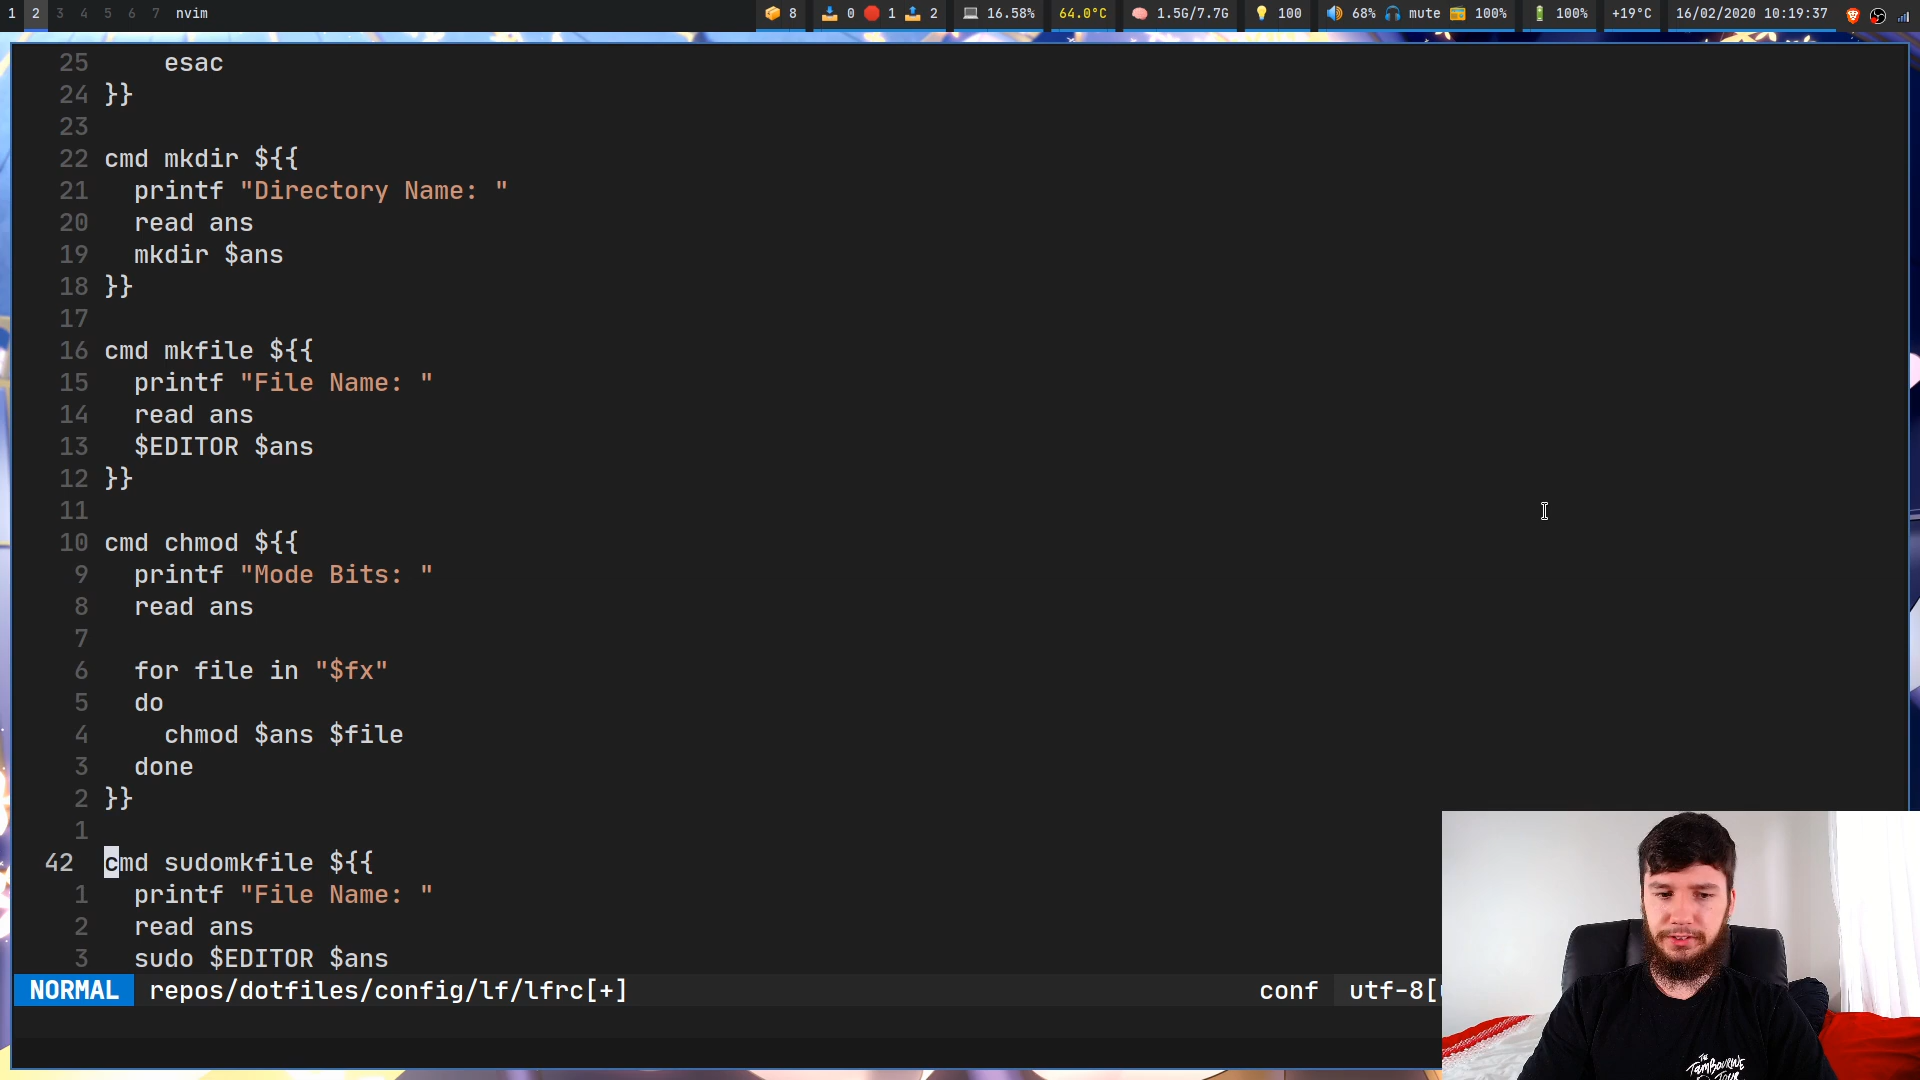 1 2 3 4 5 6 7 nvim 8 0 1 2 16.58% 64.0°C 1.5G/7.7G 100 68% mute 100% 100% +19°C 16/02/2020 10:19:37
25 esac
24 }}
23
22 cmd mkdir ${{
21 printf "Directory Name: "
20 read ans
19 mkdir $ans
18 }}
17
16 cmd mkfile ${{
15 printf "File Name: "
14 read ans
13 $EDITOR $ans
12 }}
11
10 cmd chmod ${{
9 printf "Mode Bits: "
8 read ans
7
6 for file in "$fx"
5 do
4 chmod $ans $file
3 done
2 }}
1
42 cmd sudomkfile ${{
1 printf "File Name: "
2 read ans
3 sudo $EDITOR $ans
NORMAL repos/dotfiles/config/lf/lfrc[+] conf utf-8[
THE
TAMBOURINE
TOUR